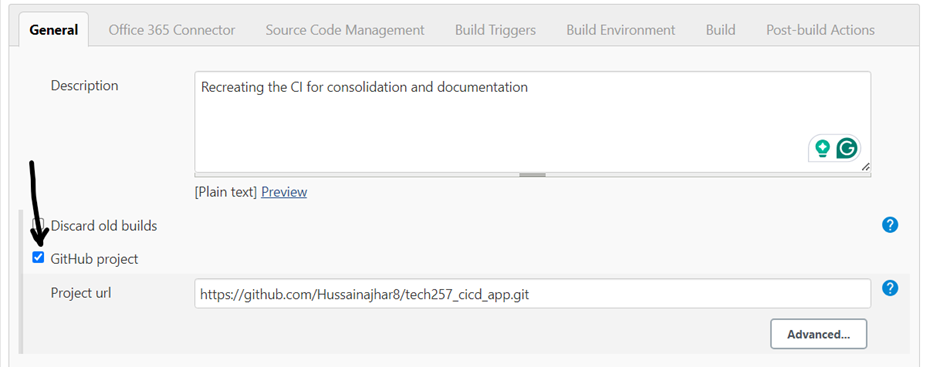 General Office 365 Connector Source Code Management Build Triggers Build Environment Build Post-build Actions
Description Recreating the CI for consolidation and documentation
[Plain text] Preview
Discard old builds
GitHub project
Project url https://github.com/Hussainajhar8/tech257_cicd_app.git
Advanced...